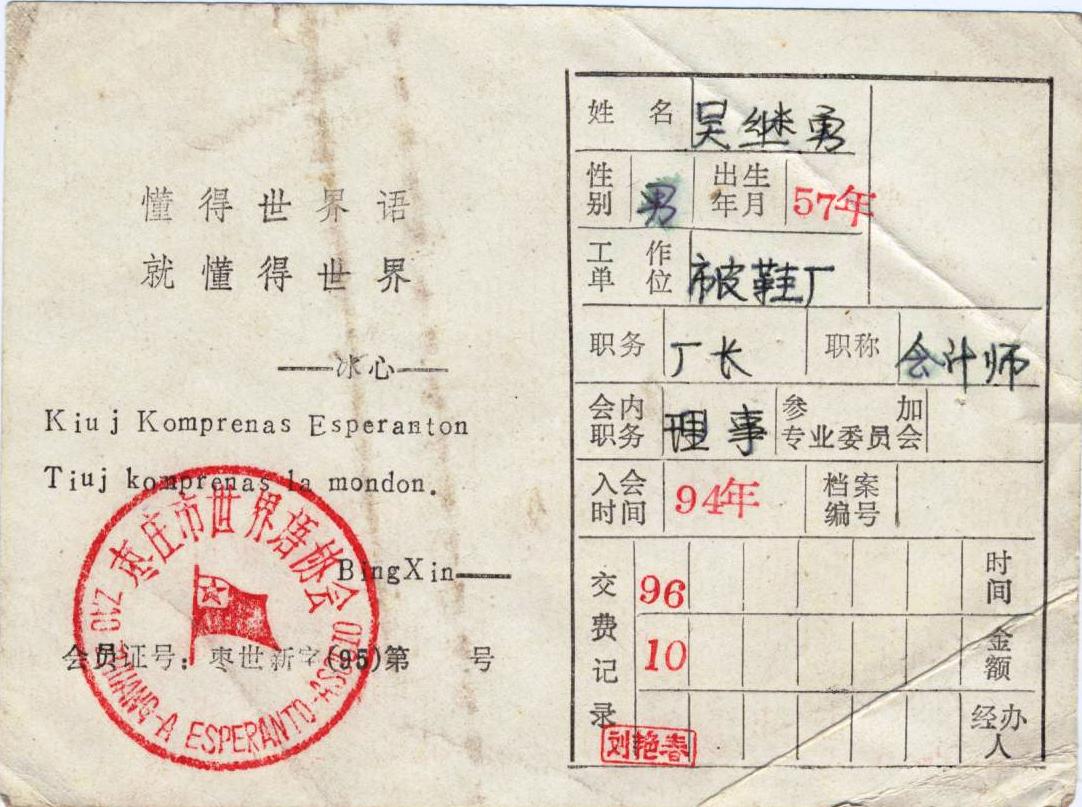 懂得世界语
就懂得世界
——冰心——
Kiuj Komprenas Esperanton
Tiuj komprenas la mondon.
BingXin——
枣庄市世界语协会
ZAOZHUANG-A ESPERANTO-ASOCIO
会员证号：枣世新字(95)第 号
姓名 吴继勇
性别 男 出生年月 57年
工作单位 市皮鞋厂
职务 厂长 职称 会计师
会内职务 理事 参加专业委员会
入会时间 94年 档案编号
交费记录
96 时间
10 金额
刘艳春 经办人